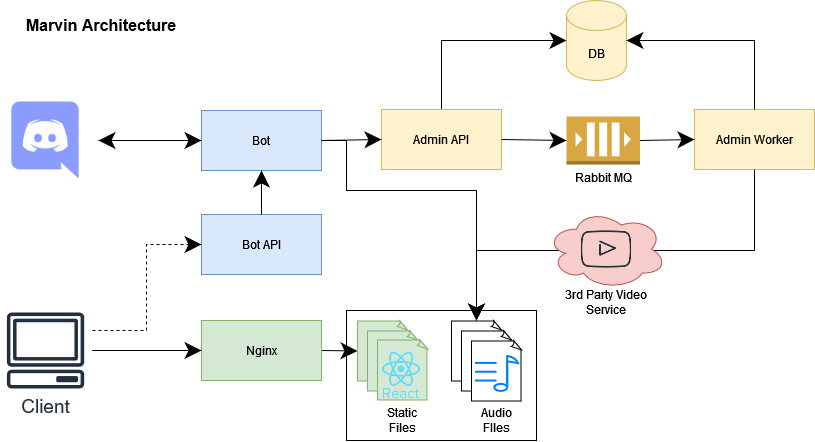 Marvin Architecture
DB
Bot
Admin API
Admin Worker
Rabbit MQ
Bot API
3rd Party Video
Service
Nginx
Client
React
Static
Files
Audio
FIles